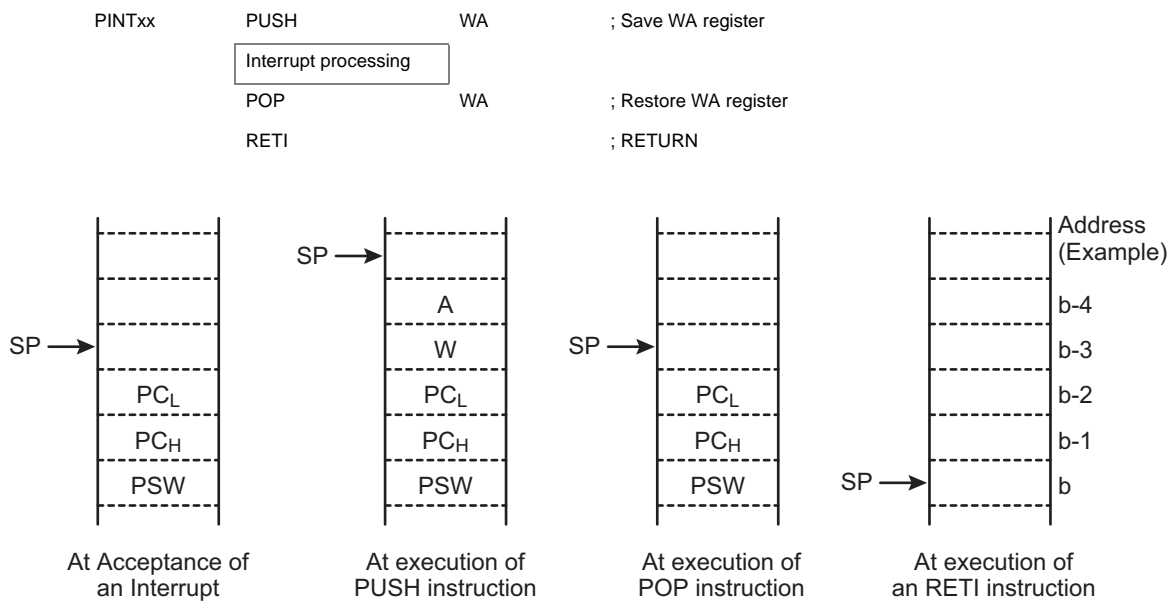 PINTxx PUSH WA ; Save WA register
Interrupt processing
POP WA ; Restore WA register
RETI ; RETURN
Address
(Example)
SP
A b-4
SP W SP b-3
PCL PCL PCL b-2
PCH PCH PCH b-1
PSW PSW PSW SP b
At Acceptance of At execution of At execution of At execution of
an Interrupt PUSH instruction POP instruction an RETI instruction